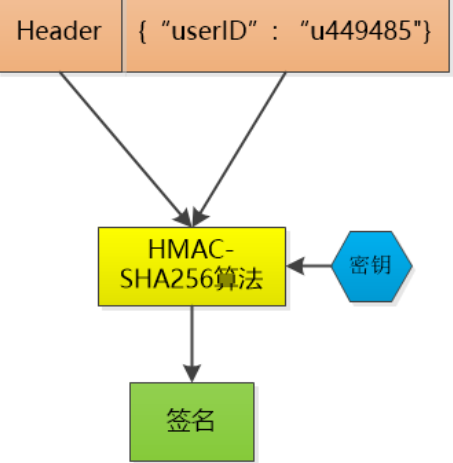 Header
{ “userID” : “u449485"}
HMAC-
SHA256算法
密钥
签名